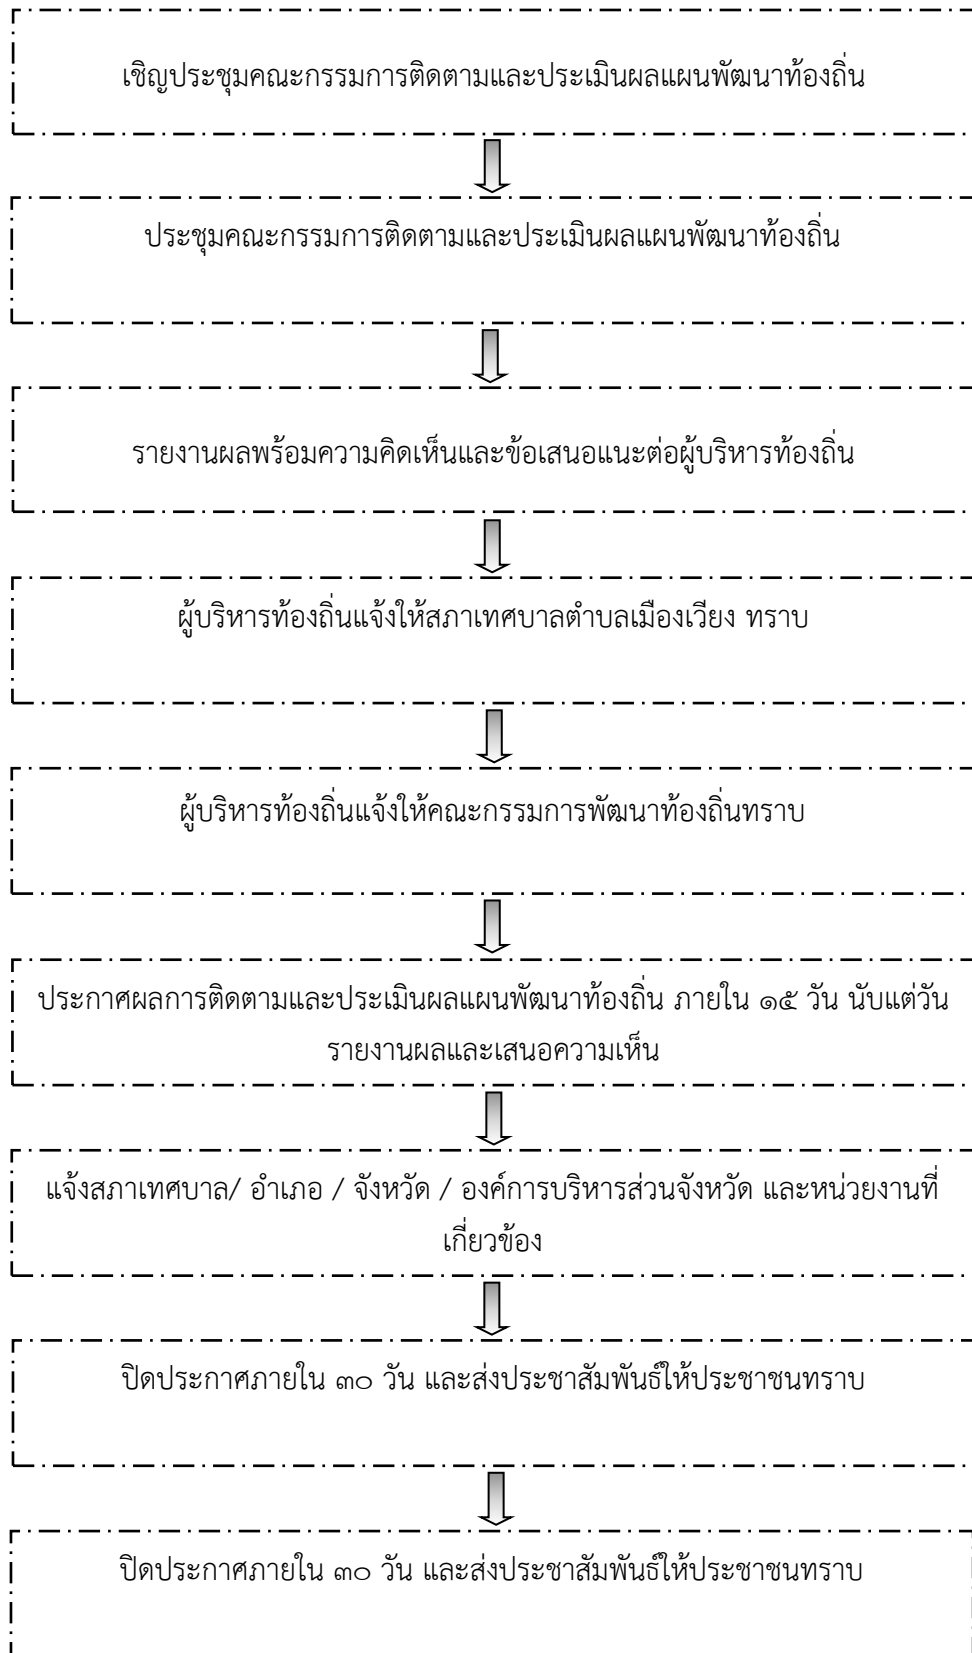 เชิญประชุมคณะกรรมการติดตามและประเมินผลแผนพัฒนาท้องถิ่น
ประชุมคณะกรรมการติดตามและประเมินผลแผนพัฒนาท้องถิ่น
รายงานผลพร้อมความคิดเห็นและข้อเสนอแนะต่อผู้บริหารท้องถิ่น
ผู้บริหารท้องถิ่นแจ้งให้สภาเทศบาลตำบลเมืองเวียง ทราบ
ผู้บริหารท้องถิ่นแจ้งให้คณะกรรมการพัฒนาท้องถิ่นทราบ
ประกาศผลการติดตามและประเมินผลแผนพัฒนาท้องถิ่น ภายใน ๑๕ วัน นับแต่วัน
รายงานผลและเสนอความเห็น
แจ้งสภาเทศบาล/ อำเภอ / จังหวัด / องค์การบริหารส่วนจังหวัด และหน่วยงานที่
เกี่ยวข้อง
ปิดประกาศภายใน ๓๐ วัน และส่งประชาสัมพันธ์ให้ประชาชนทราบ
ปิดประกาศภายใน ๓๐ วัน และส่งประชาสัมพันธ์ให้ประชาชนทราบ